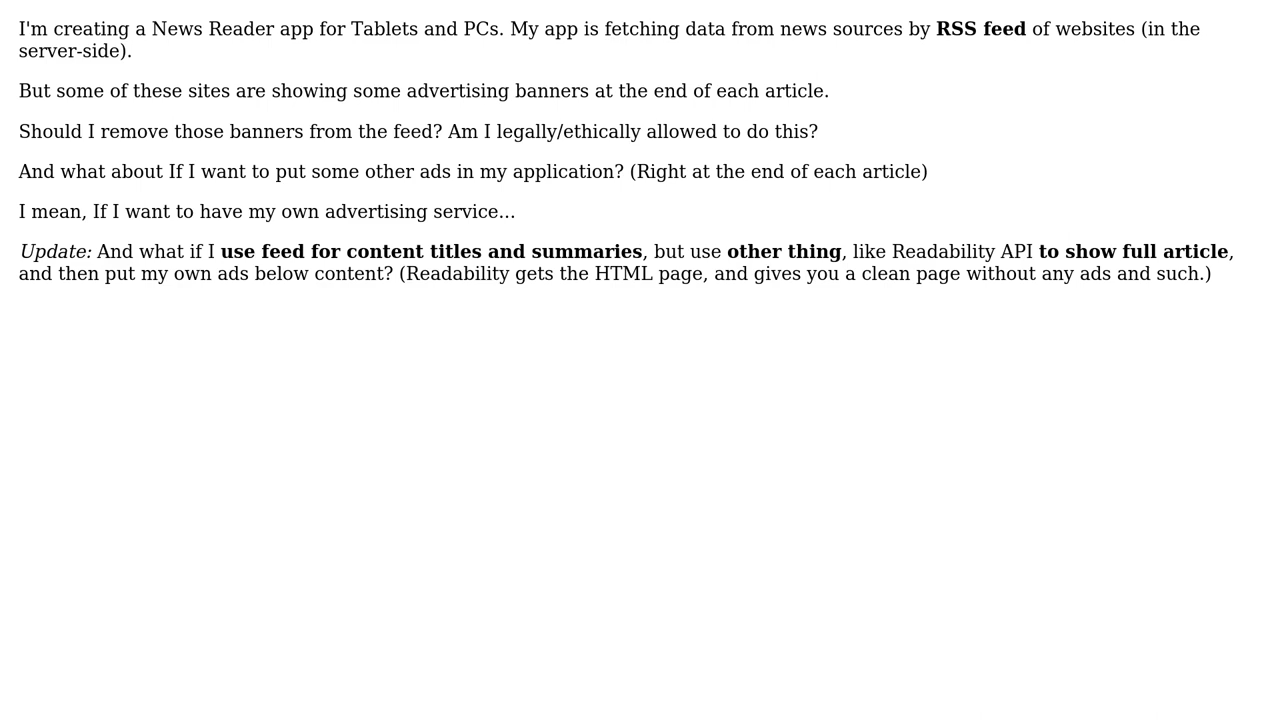 I'm creating a News Reader app for Tablets and PCs. My app is fetching data from news sources by RSS feed of websites (in the
server-side).
But some of these sites are showing some advertising banners at the end of each article.
Should I remove those banners from the feed? Am I legally/ethically allowed to do this?
And what about If I want to put some other ads in my application? (Right at the end of each article)
I mean, If I want to have my own advertising service...
Update: And what if I use feed for content titles and summaries, but use other thing, like Readability API to show full article,
and then put my own ads below content? (Readability gets the HTML page, and gives you a clean page without any ads and such.)